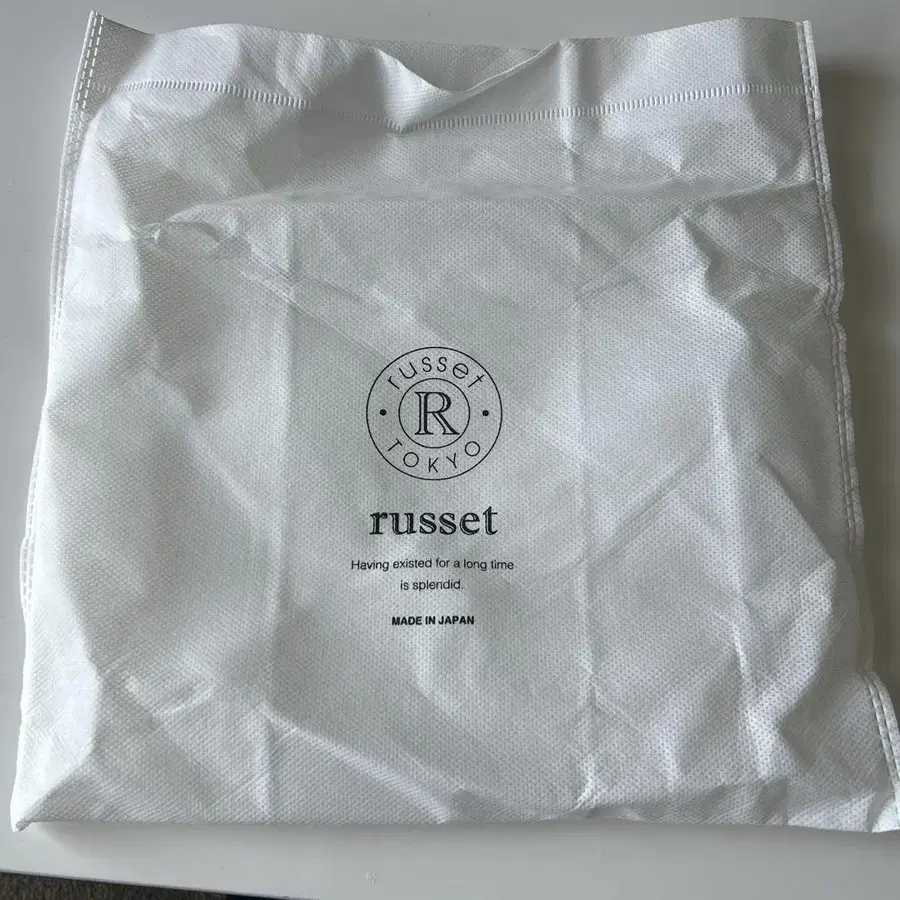 russet
R
TOKYO
russet
Having existed for a long time
is splendid.
MADE IN JAPAN